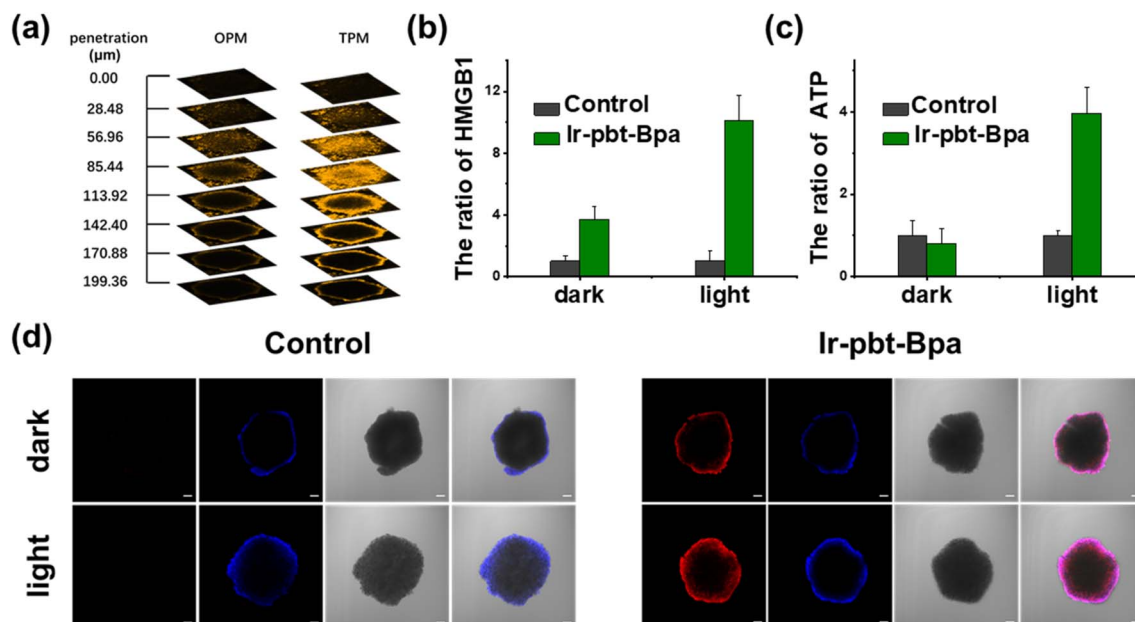 (a)
penetration
(μm)
OPM
TPM
0.00
28.48
56.96
85.44
113.92
142.40
170.88
199.36
(b)
The ratio of HMGB1
12
8
4
0
Control
Ir-pbt-Bpa
dark
light
(c)
The ratio of ATP
4
2
0
Control
Ir-pbt-Bpa
dark
light
(d)
Control
Ir-pbt-Bpa
dark
light